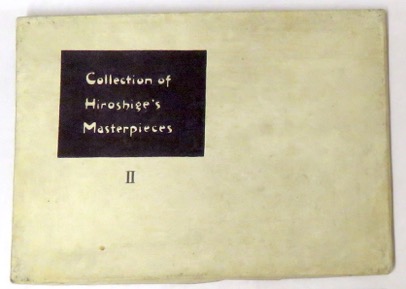 Collection of
Hiroshige's
Masterpieces
II